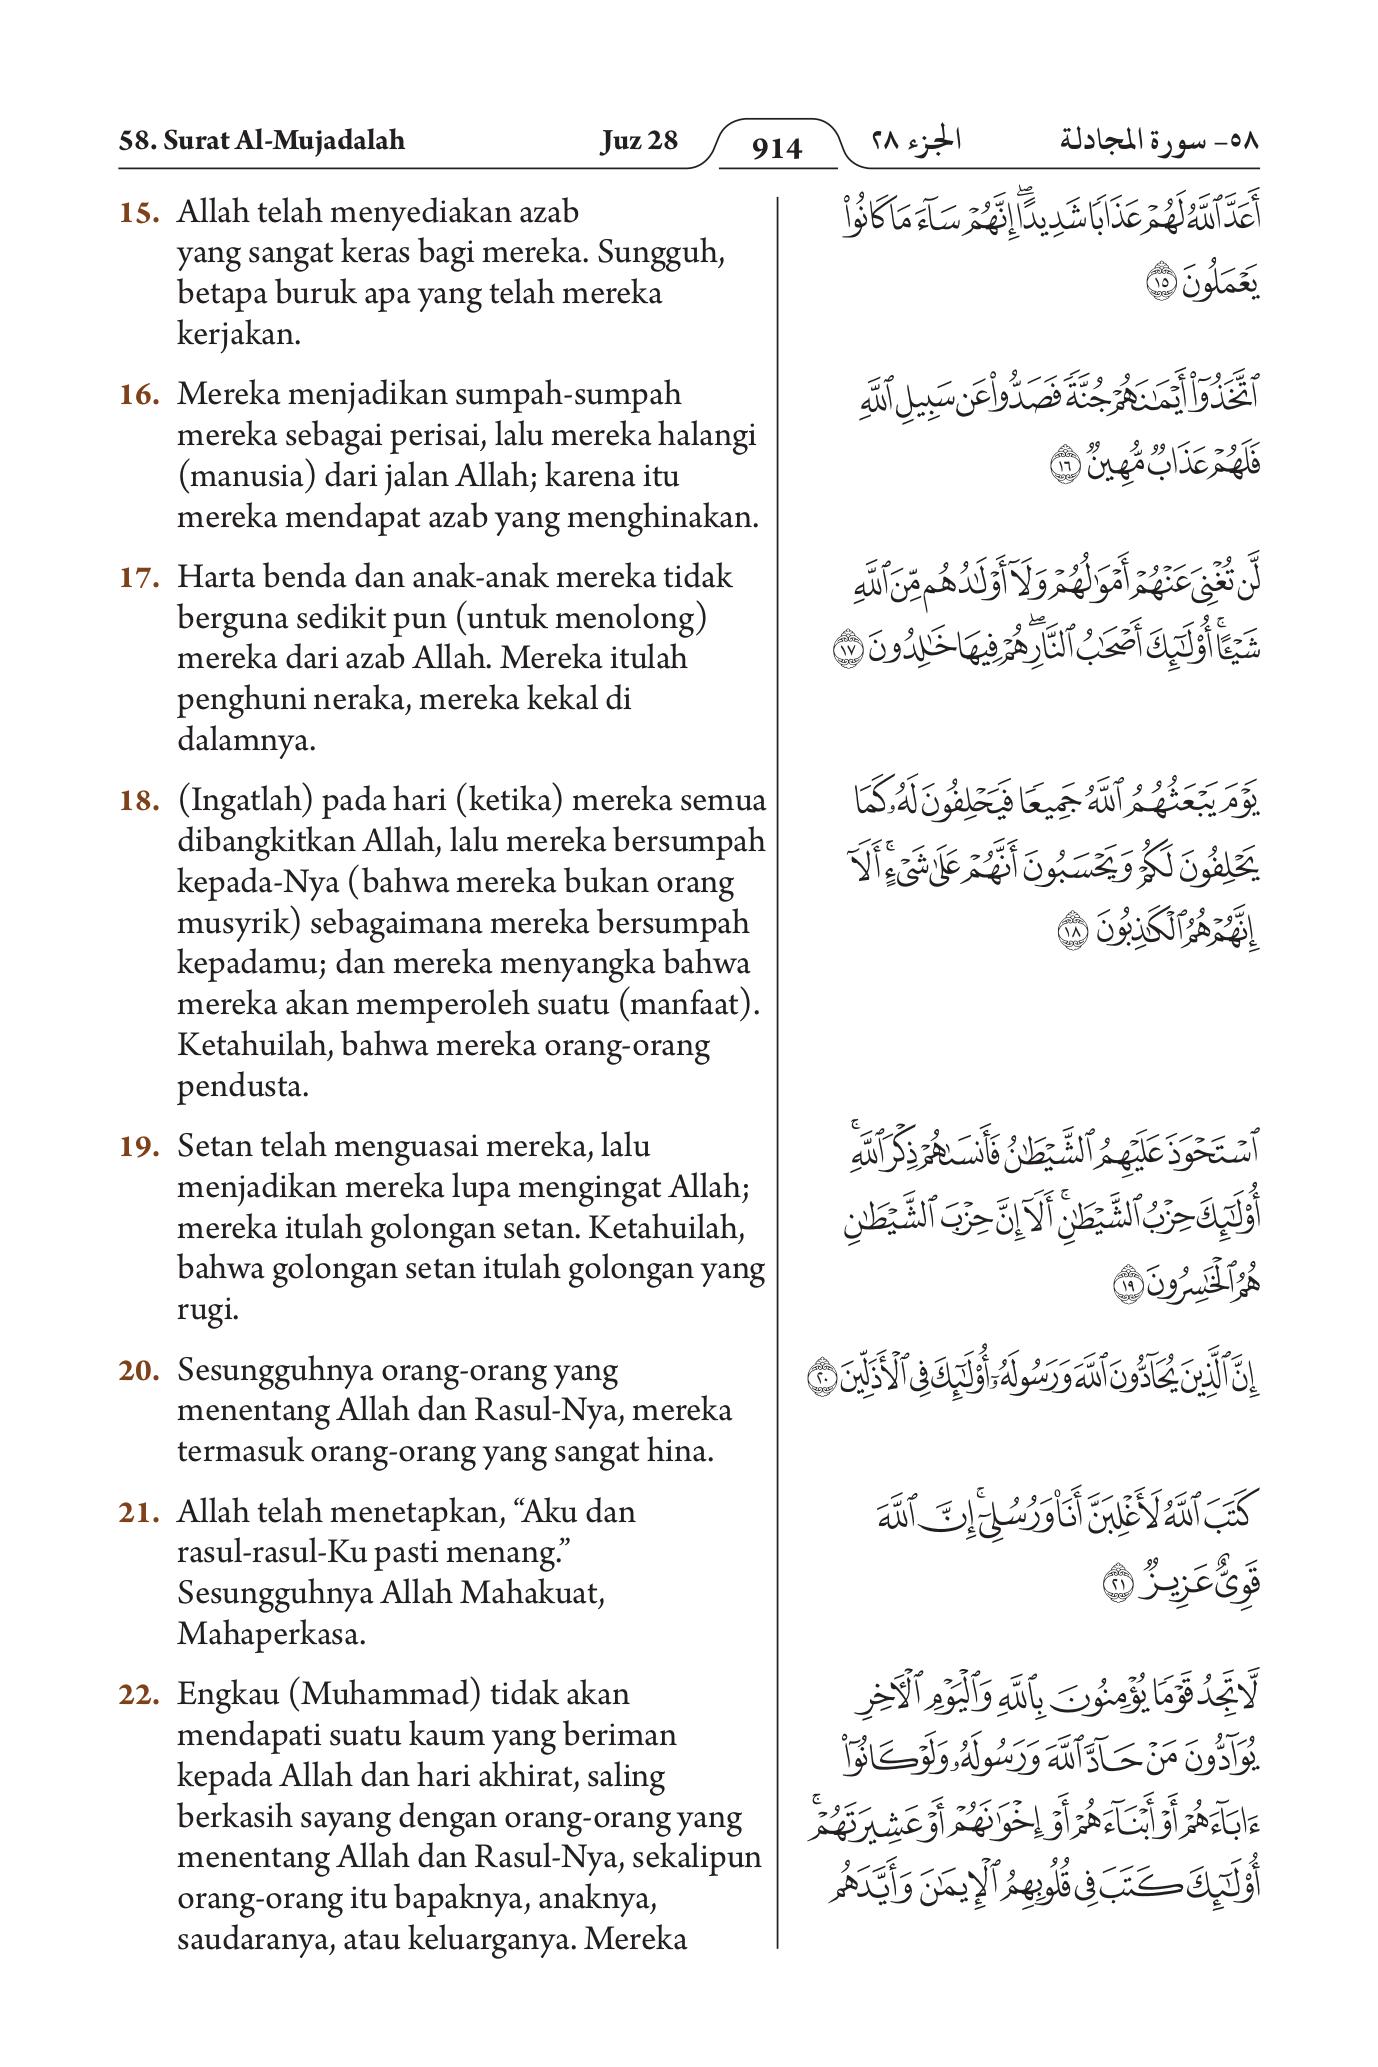 58. Surat Al-Mujadalah Juz 28 914 الجزء ٢٨ ٥٨- سورة المجادلة
15. Allah telah menyediakan azab
yang sangat keras bagi mereka. Sungguh,
betapa buruk apa yang telah mereka
kerjakan.
16. Mereka menjadikan sumpah-sumpah
mereka sebagai perisai, lalu mereka halangi
(manusia) dari jalan Allah; karena itu
mereka mendapat azab yang menghinakan.
17. Harta benda dan anak-anak mereka tidak
berguna sedikit pun (untuk menolong)
mereka dari azab Allah. Mereka itulah
penghuni neraka, mereka kekal di
dalamnya.
18. (Ingatlah) pada hari (ketika) mereka semua
dibangkitkan Allah, lalu mereka bersumpah
kepada-Nya (bahwa mereka bukan orang
musyrik) sebagaimana mereka bersumpah
kepadamu; dan mereka menyangka bahwa
mereka akan memperoleh suatu (manfaat).
Ketahuilah, bahwa mereka orang-orang
pendusta.
19. Setan telah menguasai mereka, lalu
menjadikan mereka lupa mengingat Allah;
mereka itulah golongan setan. Ketahuilah,
bahwa golongan setan itulah golongan yang
rugi.
20. Sesungguhnya orang-orang yang
menentang Allah dan Rasul-Nya, mereka
termasuk orang-orang yang sangat hina.
21. Allah telah menetapkan, “Aku dan
rasul-rasul-Ku pasti menang.”
Sesungguhnya Allah Mahakuat,
Mahaperkasa.
22. Engkau (Muhammad) tidak akan
mendapati suatu kaum yang beriman
kepada Allah dan hari akhirat, saling
berkasih sayang dengan orang-orang yang
menentang Allah dan Rasul-Nya, sekalipun
orang-orang itu bapaknya, anaknya,
saudaranya, atau keluarganya. Mereka
أَعَدَّ ٱللَّهُ لَهُمْ عَذَابًا شَدِيدًاۖ إِنَّهُمْ سَآءَ مَا كَانُوا۟
يَعْمَلُونَ ١٥
ٱتَّخَذُوٓا۟ أَيْمَٰنَهُمْ جُنَّةً فَصَدُّوا۟ عَن سَبِيلِ ٱللَّهِ
فَلَهُمْ عَذَابٌ مُّهِينٌ ١٦
لَّن تُغْنِىَ عَنْهُمْ أَمْوَٰلُهُمْ وَلَآ أَوْلَٰدُهُم مِّنَ ٱللَّهِ
شَيْـًٔاۚ أُو۟لَٰٓئِكَ أَصْحَٰبُ ٱلنَّارِۖ هُمْ فِيهَا خَٰلِدُونَ ١٧
يَوْمَ يَبْعَثُهُمُ ٱللَّهُ جَمِيعًا فَيَحْلِفُونَ لَهُۥ كَمَا
يَحْلِفُونَ لَكُمْ وَيَحْسَبُونَ أَنَّهُمْ عَلَىٰ شَىْءٍۚ أَلَآ
إِنَّهُمْ هُمُ ٱلْكَٰذِبُونَ ١٨
ٱسْتَحْوَذَ عَلَيْهِمُ ٱلشَّيْطَٰنُ فَأَنسَىٰهُمْ ذِكْرَ ٱللَّهِۚ
أُو۟لَٰٓئِكَ حِزْبُ ٱلشَّيْطَٰنِۚ أَلَآ إِنَّ حِزْبَ ٱلشَّيْطَٰنِ
هُمُ ٱلْخَٰسِرُونَ ١٩
إِنَّ ٱلَّذِينَ يُحَآدُّونَ ٱللَّهَ وَرَسُولَهُۥٓ أُو۟لَٰٓئِكَ فِى ٱلْأَذَلِّينَ ٢٠
كَتَبَ ٱللَّهُ لَأَغْلِبَنَّ أَنَا۠ وَرُسُلِىٓۚ إِنَّ ٱللَّهَ
قَوِىٌّ عَزِيزٌ ٢١
لَّا تَجِدُ قَوْمًا يُؤْمِنُونَ بِٱللَّهِ وَٱلْيَوْمِ ٱلْـَٔاخِرِ
يُوَآدُّونَ مَنْ حَآدَّ ٱللَّهَ وَرَسُولَهُۥ وَلَوْ كَانُوٓا۟
ءَابَآءَهُمْ أَوْ أَبْنَآءَهُمْ أَوْ إِخْوَٰنَهُمْ أَوْ عَشِيرَتَهُمْۚ
أُو۟لَٰٓئِكَ كَتَبَ فِى قُلُوبِهِمُ ٱلْإِيمَٰنَ وَأَيَّدَهُم